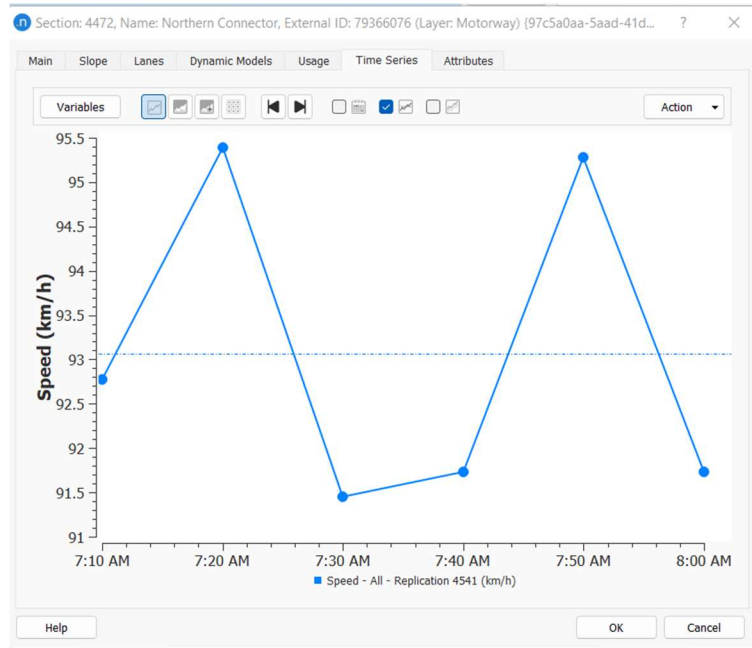 n Section: 4472, Name: Northern Connector, External ID: 79366076 (Layer: Motorway) {97c5a0aa-5aad-41d... ?
Main Slope Lanes Dynamic Models Usage Time Series Attributes
Variables Action
95.5
95
94.5
94
93.5
93
92.5
92
91.5
91
Speed (km/h)
7:10 AM 7:20 AM 7:30 AM 7:40 AM 7:50 AM 8:00 AM
Speed - All - Replication 4541 (km/h)
Help OK Cancel